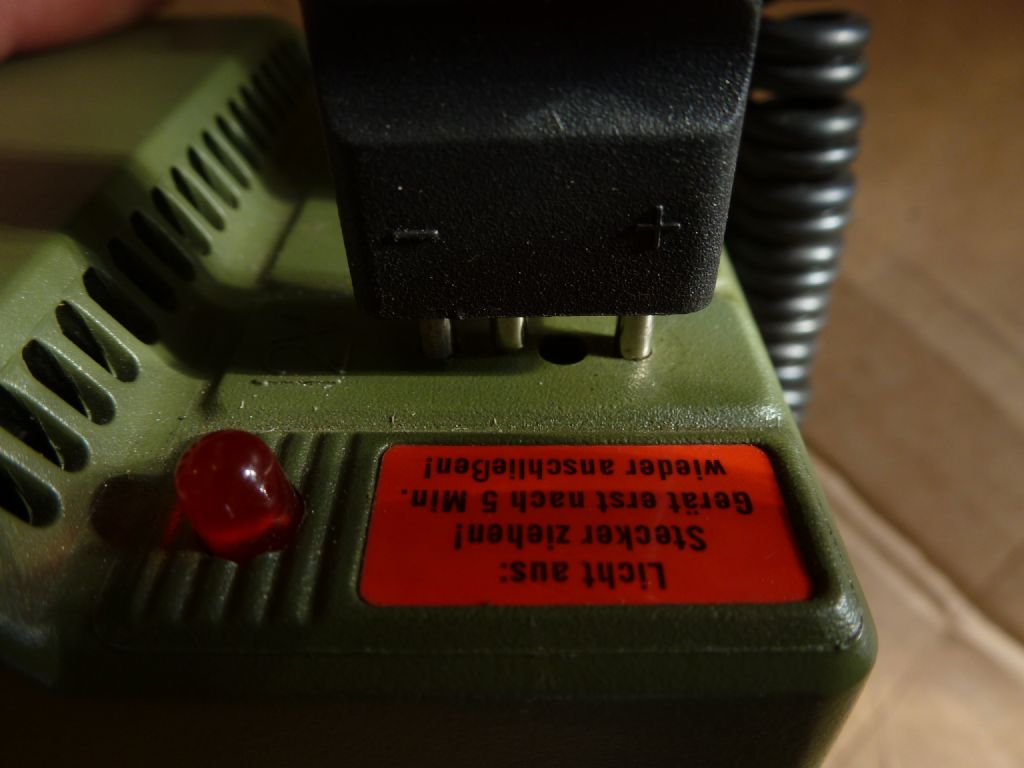 − +
Licht aus:
Stecker ziehen!
Gerät erst nach 5 Min.
wieder anschließen!